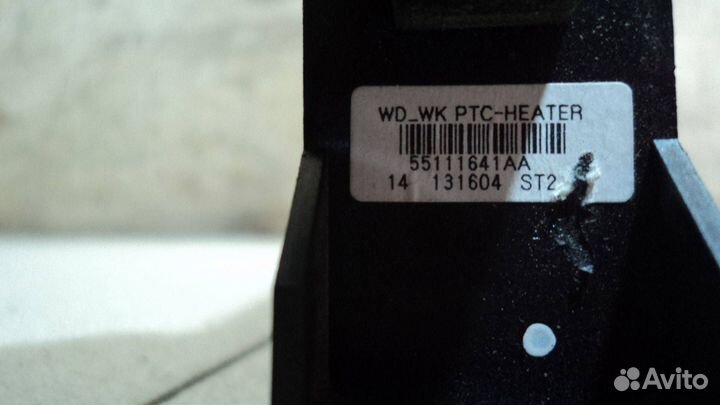 WD_WK PTC-HEATER
55111641AA
14 131604 ST2
Avito